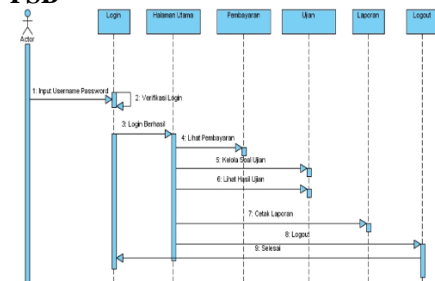 PSB
Login
Halaman Utama
Pembayaran
Ujian
Laporan
Logout
Actor
1: Input Username Password
2: Verifikasi Login
3: Login Berhasil
4: Lihat Pembayaran
5: Kelola Soal Ujian
6: Lihat Hasil Ujian
7: Cetak Laporan
8: Logout
9: Selesai